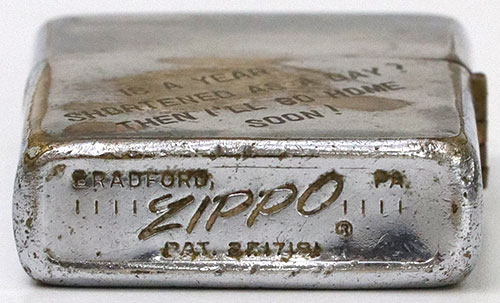 IS A YEAR
SHORTENED AS A DAY?
THEN I'LL GO HOME
SOON!
BRADFORD, PA.
ZIPPO ®
PAT. 2517191